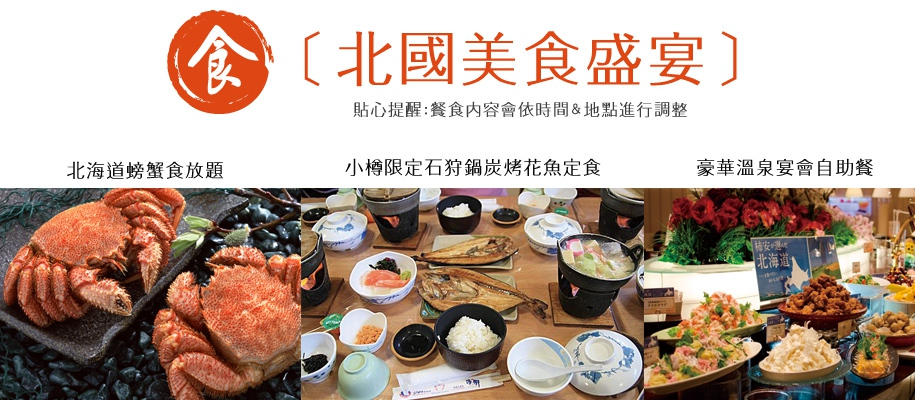 食
〔北國美食盛宴〕
貼心提醒:餐食內容會依時間&地點進行調整
北海道螃蟹食放題
小樽限定石狩鍋炭烤花魚定食
豪華溫泉宴會自助餐
北海道